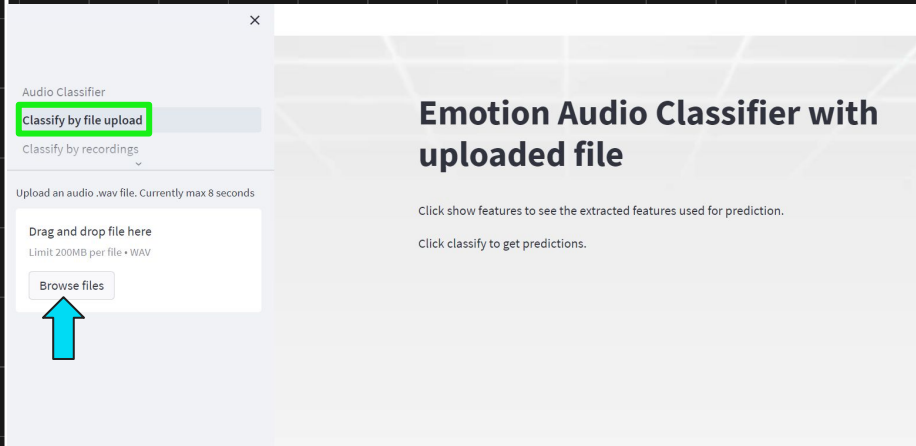 Audio Classifier
Classify by file upload
Classify by recordings
Upload an audio .wav file. Currently max 8 seconds
Drag and drop file here
Limit 200MB per file • WAV
Browse files
Emotion Audio Classifier with
uploaded file
Click show features to see the extracted features used for prediction.
Click classify to get predictions.